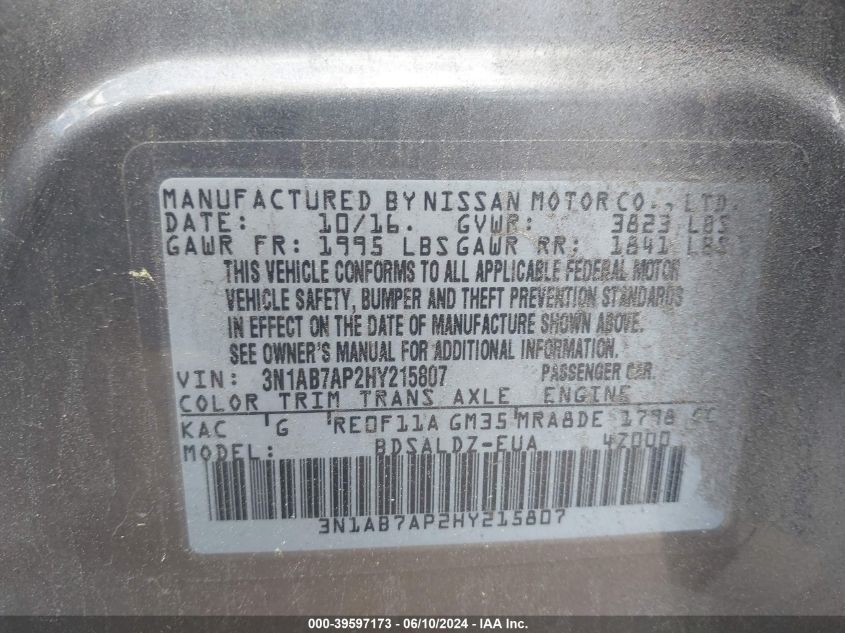 MANUFACTURED BY NISSAN MOTOR CO., LTD
DATE: 10/16. GVWR: 3823 LBS
GAWR FR: 1995 LBS GAWR RR: 1841 LBS
THIS VEHICLE CONFORMS TO ALL APPLICABLE FEDERAL MOTOR
VEHICLE SAFETY, BUMPER AND THEFT PREVENTION STANDARDS
IN EFFECT ON THE DATE OF MANUFACTURE SHOWN ABOVE.
SEE OWNER'S MANUAL FOR ADDITIONAL INFORMATION.
VIN: 3N1AB7AP2HY215807 PASSENGER CAR.
COLOR TRIM TRANS AXLE ENGINE
KAC G RE0F11A GM35 MRA8DE 1798 CC
MODEL: BDSALDZ-EUA 4Z000
3N1AB7AP2HY215807
000-39597173 - 06/10/2024 - IAA Inc.